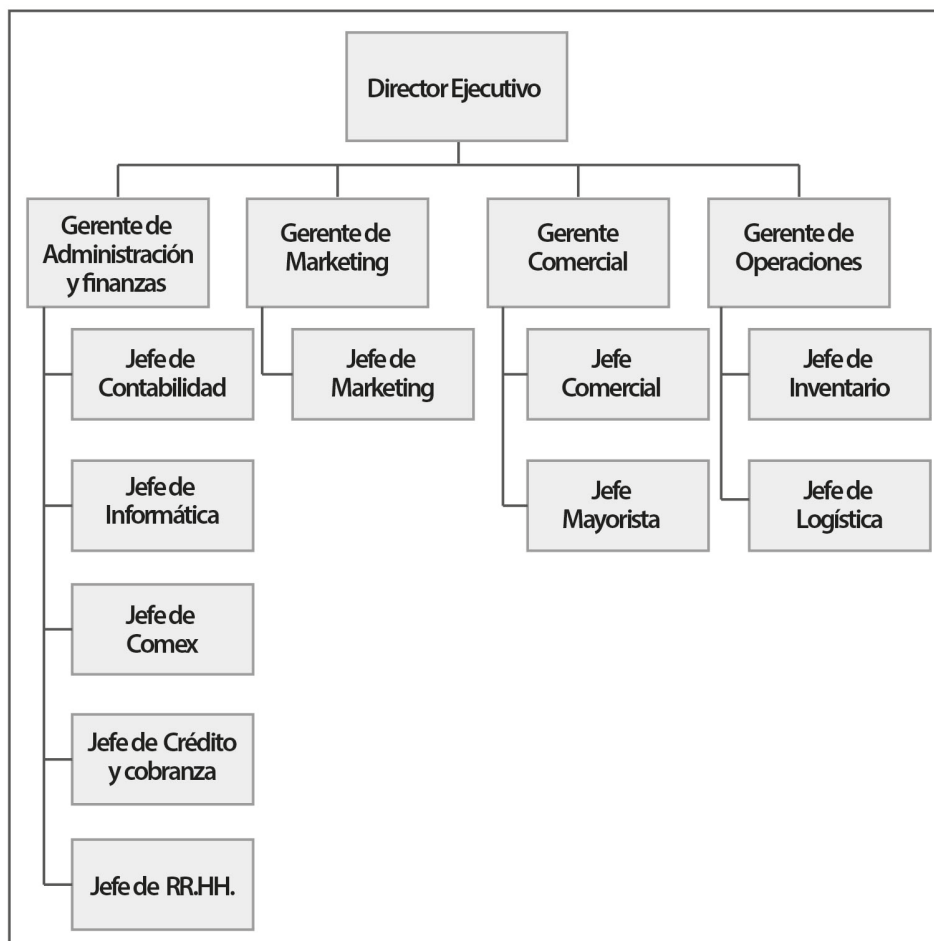 Director Ejecutivo
Gerente de
Administración
y finanzas
Gerente de
Marketing
Gerente
Comercial
Gerente de
Operaciones
Jefe de
Contabilidad
Jefe de
Marketing
Jefe
Comercial
Jefe de
Inventario
Jefe de
Informática
Jefe
Mayorista
Jefe de
Logística
Jefe de
Comex
Jefe de Crédito
y cobranza
Jefe de RR.HH.